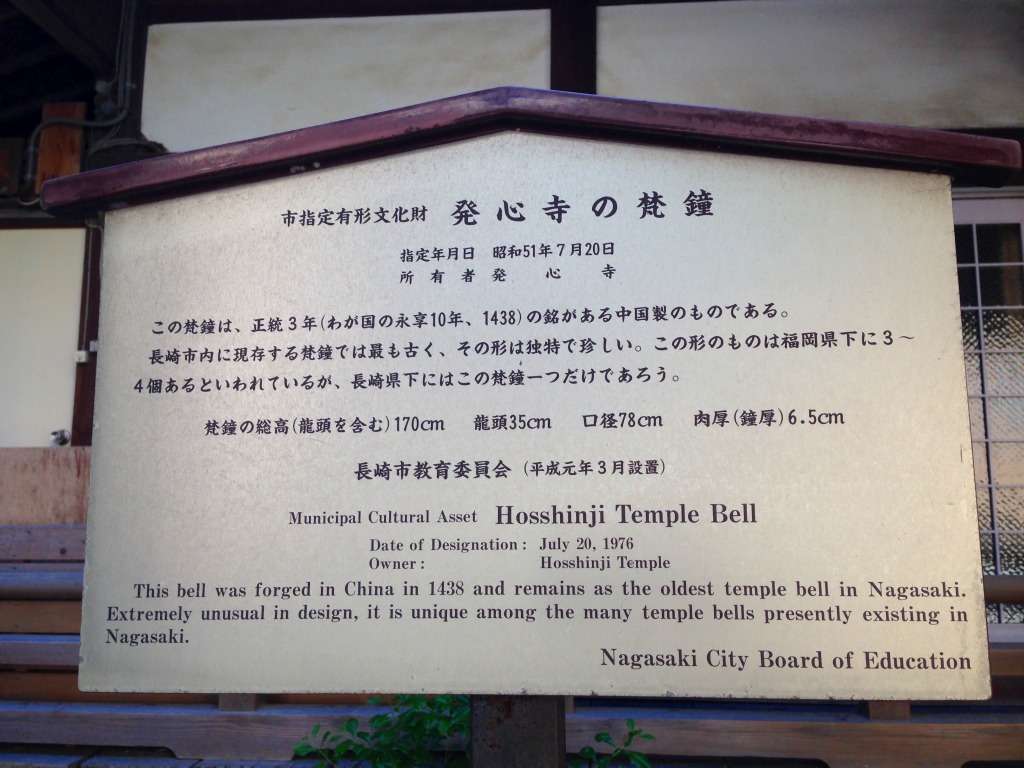 市指定有形文化財 発心寺の梵鐘
指定年月日 昭和51年7月20日
所有者 発心寺
この梵鐘は、正統3年(わが国の永享10年、1438)の銘がある中国製のものである。
長崎市内に現存する梵鐘では最も古く、その形は独特で珍しい。この形のものは福岡県下に3〜
4個あるといわれているが、長崎県下にはこの梵鐘一つだけであろう。
梵鐘の総高(龍頭を含む)170cm 龍頭35cm 口径78cm 肉厚(鐘厚)6.5cm
長崎市教育委員会 (平成元年3月設置)
Municipal Cultural Asset Hosshinji Temple Bell
Date of Designation : July 20, 1976
Owner : Hosshinji Temple
This bell was forged in China in 1438 and remains as the oldest temple bell in Nagasaki.
Extremely unusual in design, it is unique among the many temple bells presently existing in
Nagasaki.
Nagasaki City Board of Education